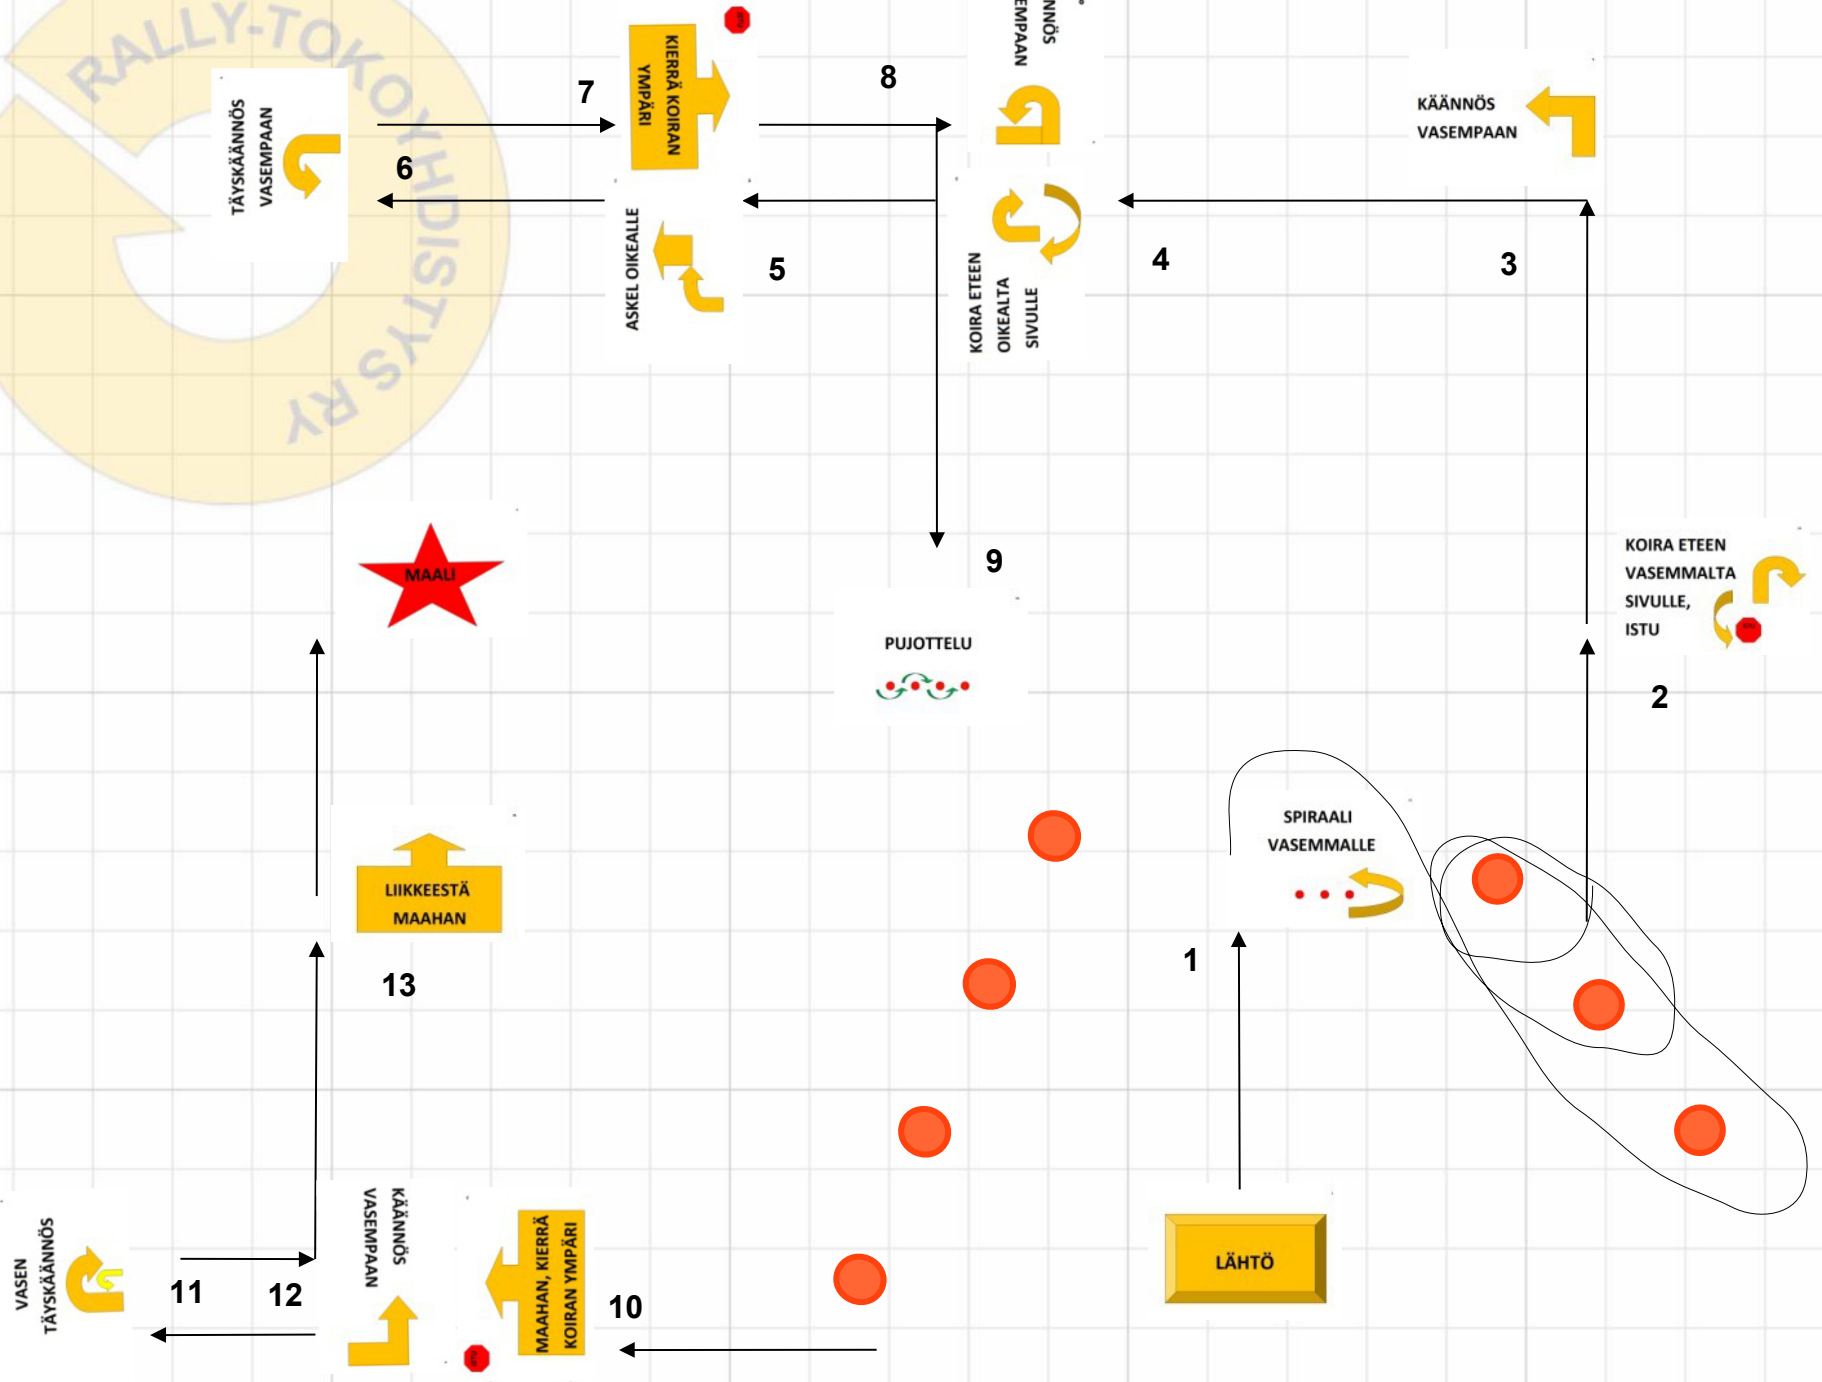 RALLY-TOKOYHDISTYS RY
TÄYSKÄÄNNÖS
VASEMPAAN
7
KIERRÄ KOIRAN
YMPÄRI
8
KÄÄNNÖS
VASEMPAAN
6
ASKEL OIKEALLE
5
KOIRA ETEEN
OIKEALTA
SIVULLE
4
3
MAALI
9
PUJOTTELU
KOIRA ETEEN
VASEMMALTA
SIVULLE,
ISTU
2
SPIRAALI
VASEMMALLE
1
LIIKKEESTÄ
MAAHAN
13
VASEN
TÄYSKÄÄNNÖS
11
12
KÄÄNNÖS
VASEMPAAN
MAAHAN, KIERRÄ
KOIRAN YMPÄRI
10
LÄHTÖ